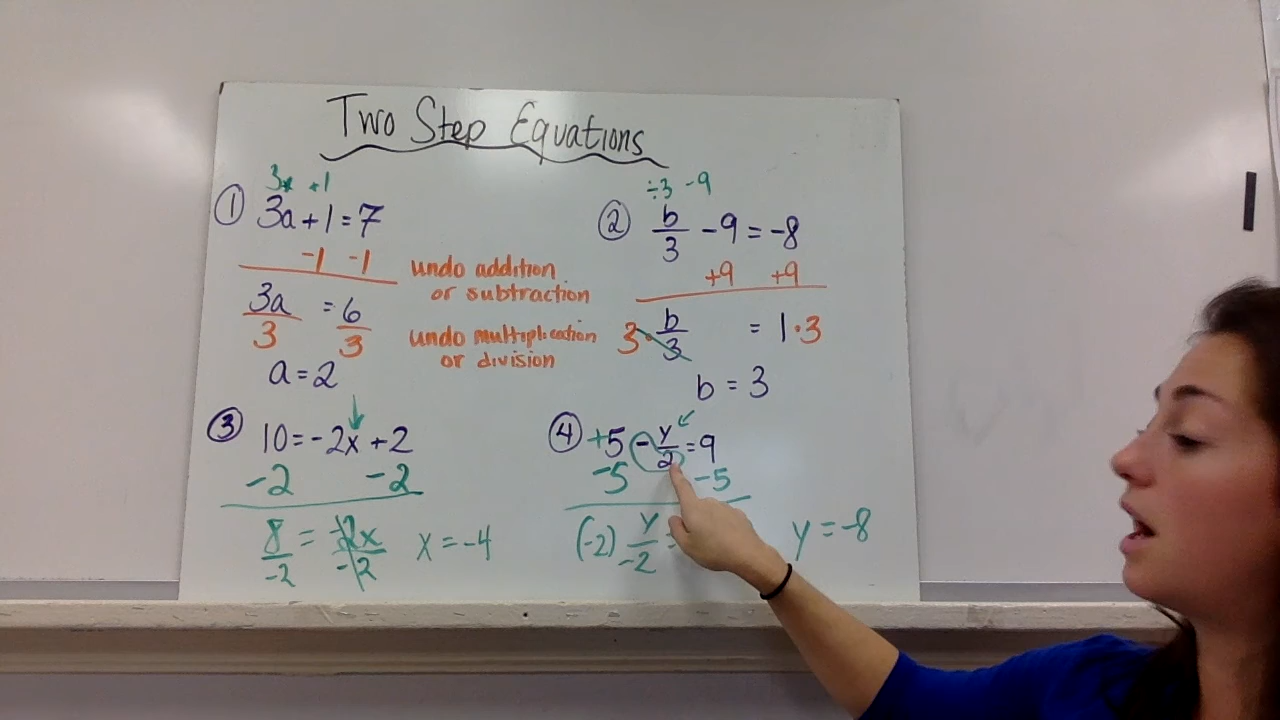 Two Step Equations
① 3x +1
3a+1=7
-1 -1
undo addition
or subtraction
3a/3 = 6/3
undo multiplication
or division
a=2
② ÷3 -9
b/3 -9=-8
+9 +9
3· b/3 = 1·3
b = 3
③ 10=-2x+2
-2 -2
8/-2 = -2x/-2 x=-4
④ +5 -y/2=9
-5 -5
(-2) y/-2 = y=-8